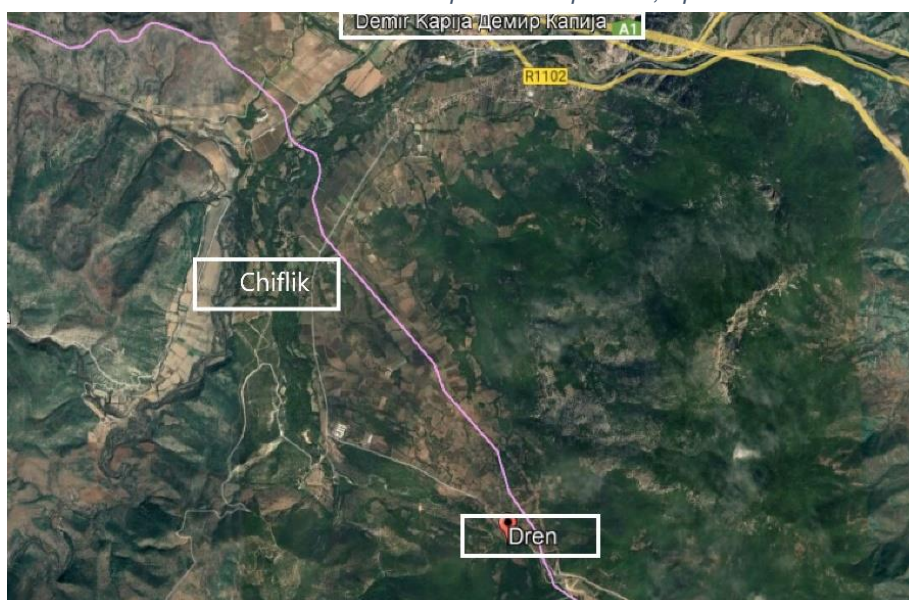 Demir Kapija Демир Капија
A1
R1102
Chiflik
Dren